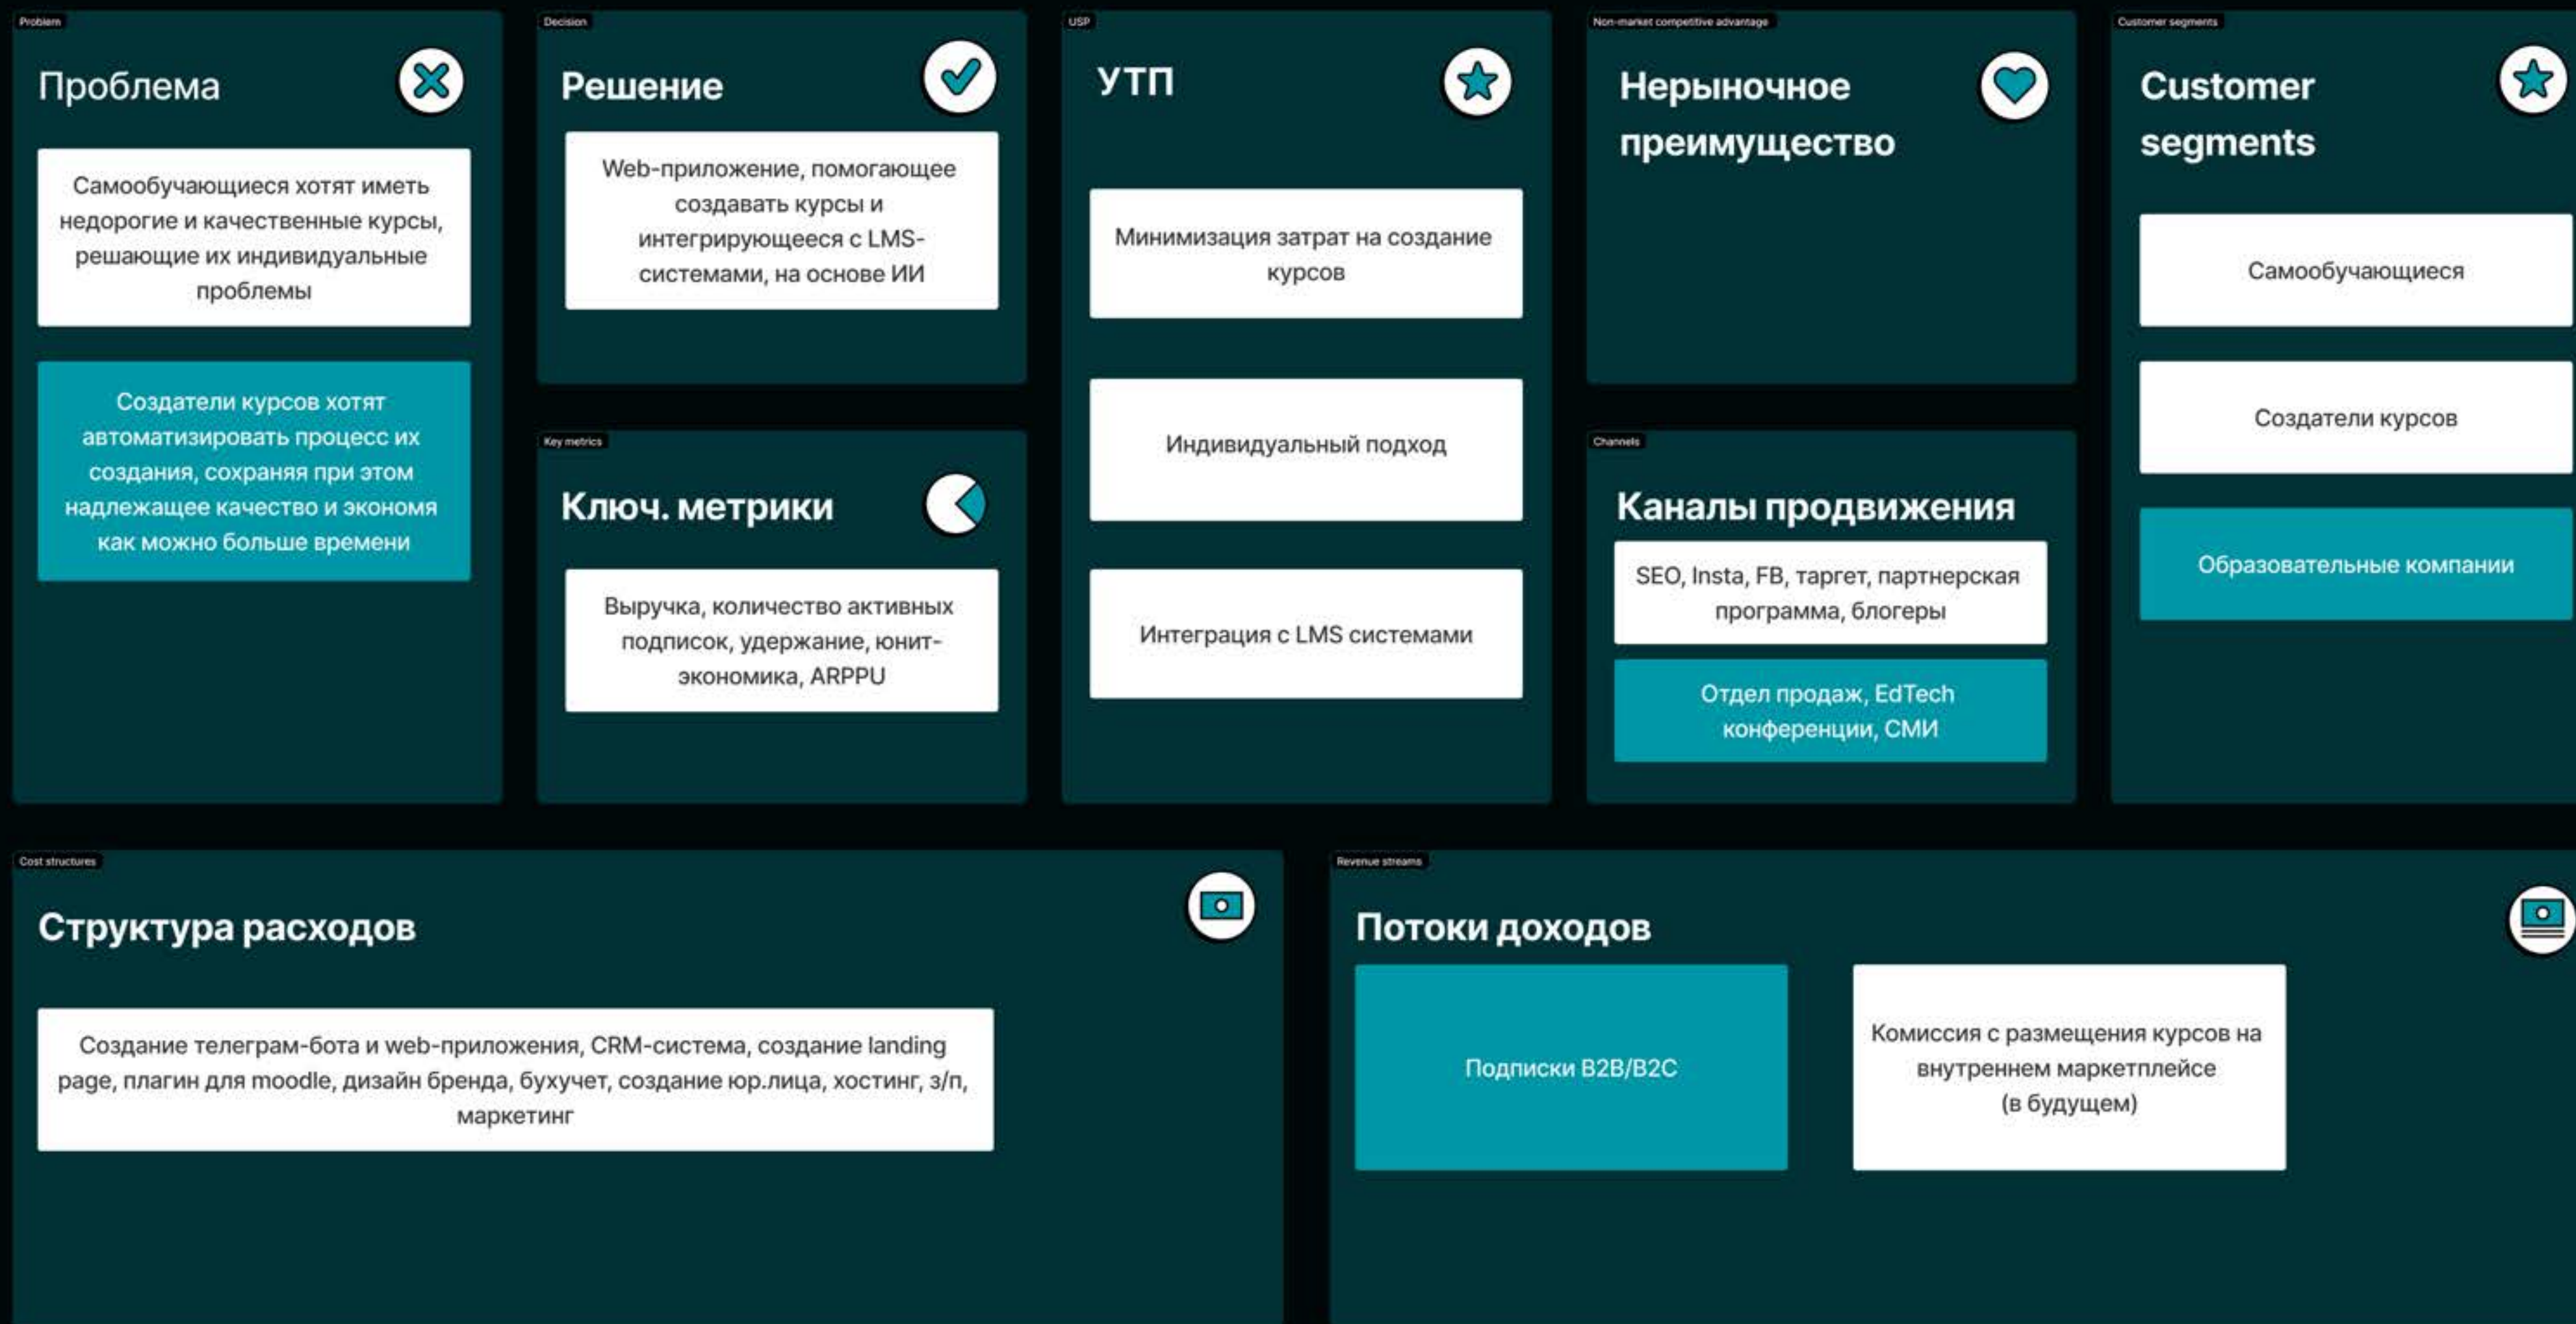 Problem
Проблема
Самообучающиеся хотят иметь
недорогие и качественные курсы,
решающие их индивидуальные
проблемы
Создатели курсов хотят
автоматизировать процесс их
создания, сохраняя при этом
надлежащее качество и экономя
как можно больше времени
Decision
Решение
Web-приложение, помогающее
создавать курсы и
интегрирующееся с LMS-
системами, на основе ИИ
Key metrics
Ключ. метрики
Выручка, количество активных
подписок, удержание, юнит-
экономика, ARPPU
USP
УТП
Минимизация затрат на создание
курсов
Индивидуальный подход
Интеграция с LMS системами
Non-market competitive advantage
Нерыночное
преимущество
Channels
Каналы продвижения
SEO, Insta, FB, таргет, партнерская
программа, блогеры
Отдел продаж, EdTech
конференции, СМИ
Customer segments
Customer
segments
Самообучающиеся
Создатели курсов
Образовательные компании
Cost structures
Структура расходов
Создание телеграм-бота и web-приложения, CRM-система, создание landing
page, плагин для moodle, дизайн бренда, бухучет, создание юр.лица, хостинг, з/п,
маркетинг
Revenue streams
Потоки доходов
Подписки B2B/B2C
Комиссия с размещения курсов на
внутреннем маркетплейсе
(в будущем)